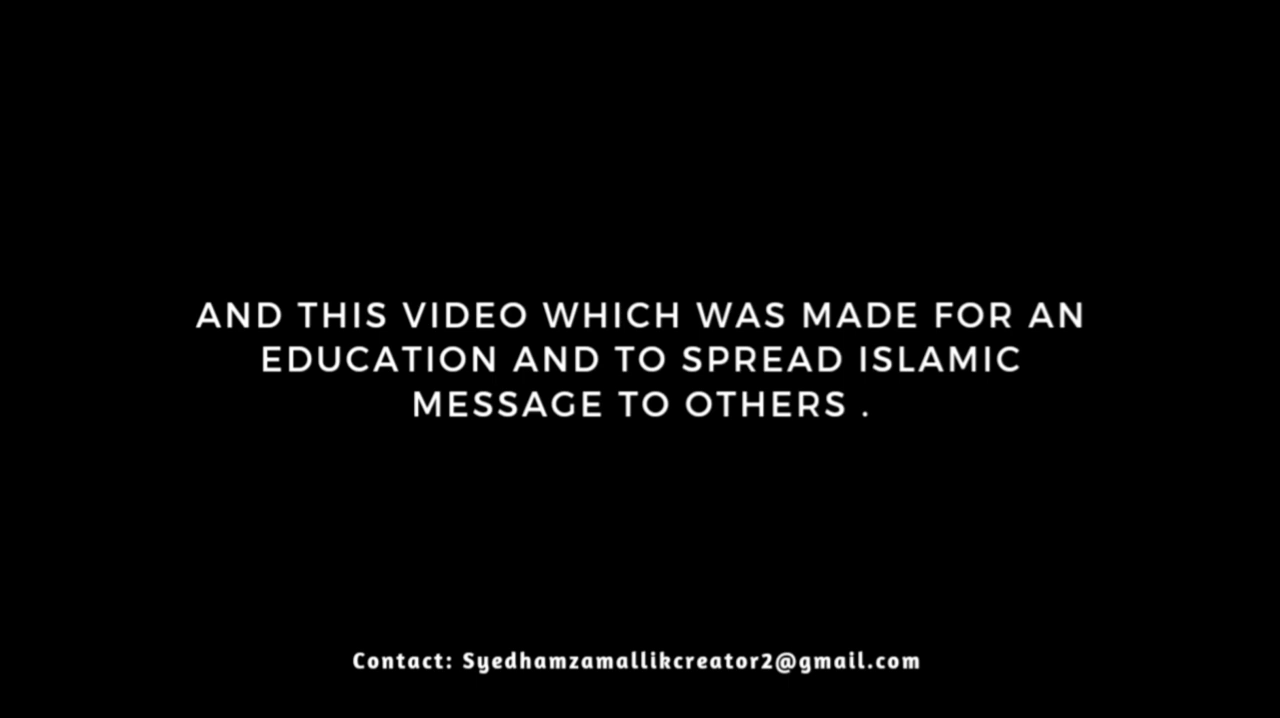 AND THIS VIDEO WHICH WAS MADE FOR AN
EDUCATION AND TO SPREAD ISLAMIC
MESSAGE TO OTHERS .
Contact: Syedhamzamallikcreator2@gmail.com